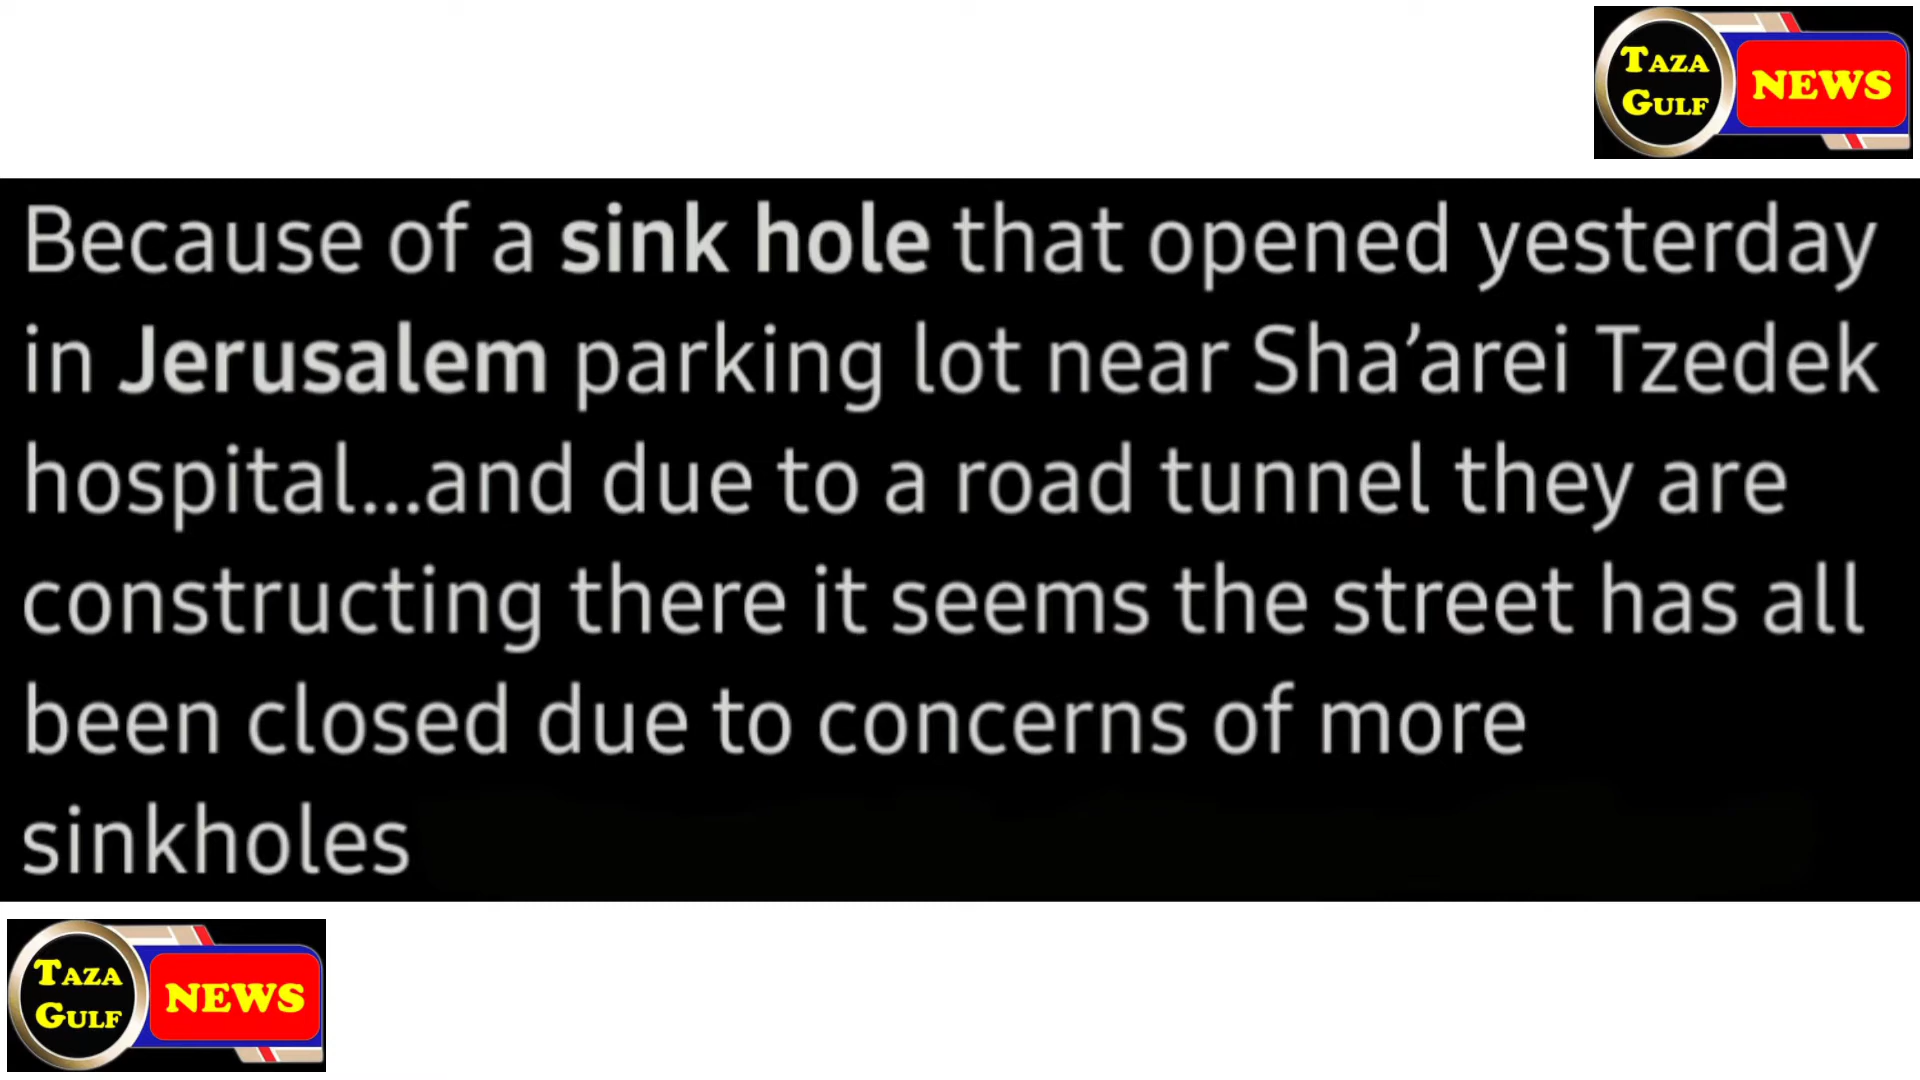 TAZA
GULF
NEWS
Because of a sink hole that opened yesterday
in Jerusalem parking lot near Sha’arei Tzedek
hospital...and due to a road tunnel they are
constructing there it seems the street has all
been closed due to concerns of more
sinkholes
TAZA
GULF
NEWS